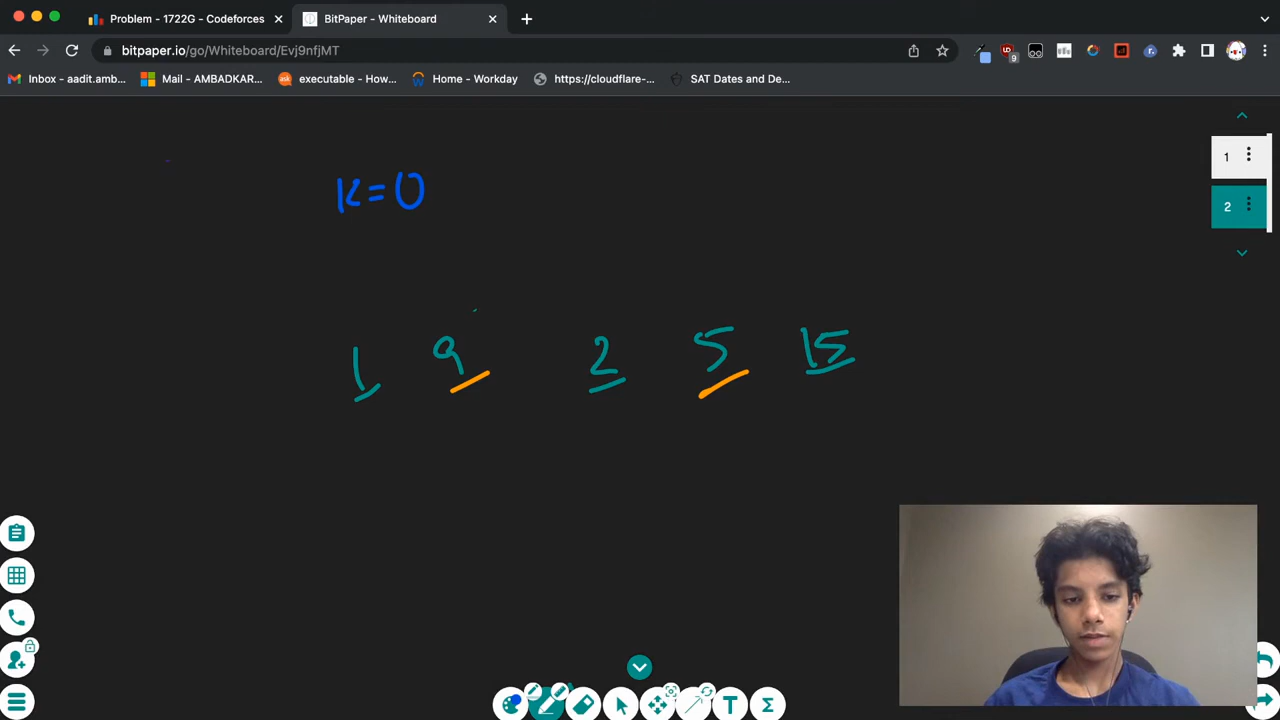 Problem - 1722G - Codeforces
BitPaper - Whiteboard
bitpaper.io/go/Whiteboard/Evj9nfjMT
9
Inbox - aadit.amb...
Mail - AMBADKAR...
executable - How...
Home - Workday
https://cloudflare-...
SAT Dates and De...
1
2
K=0
1 9 2 5 15
T
Σ